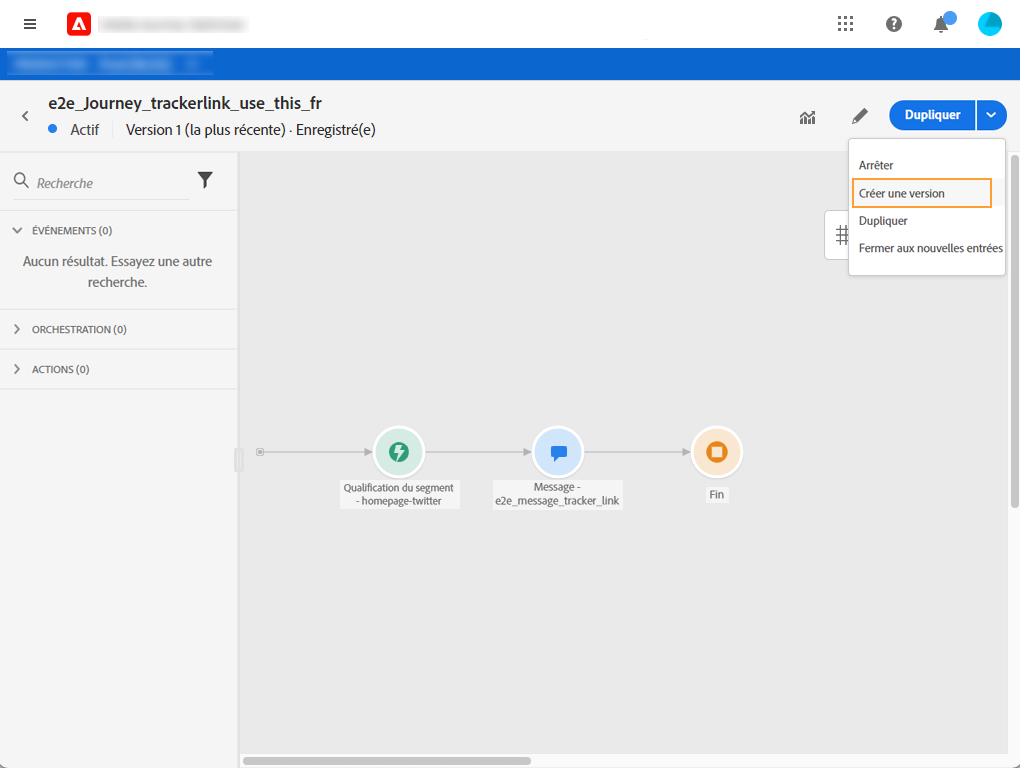 e2e_Journey_trackerlink_use_this_fr
Actif
Version 1 (la plus récente) · Enregistré(e)
Dupliquer
Arrêter
Créer une version
Dupliquer
Fermer aux nouvelles entrées
Recherche
ÉVÉNEMENTS (0)
Aucun résultat. Essayez une autre
recherche.
ORCHESTRATION (0)
ACTIONS (0)
Qualification du segment
- homepage-twitter
Message -
e2e_message_tracker_link
Fin